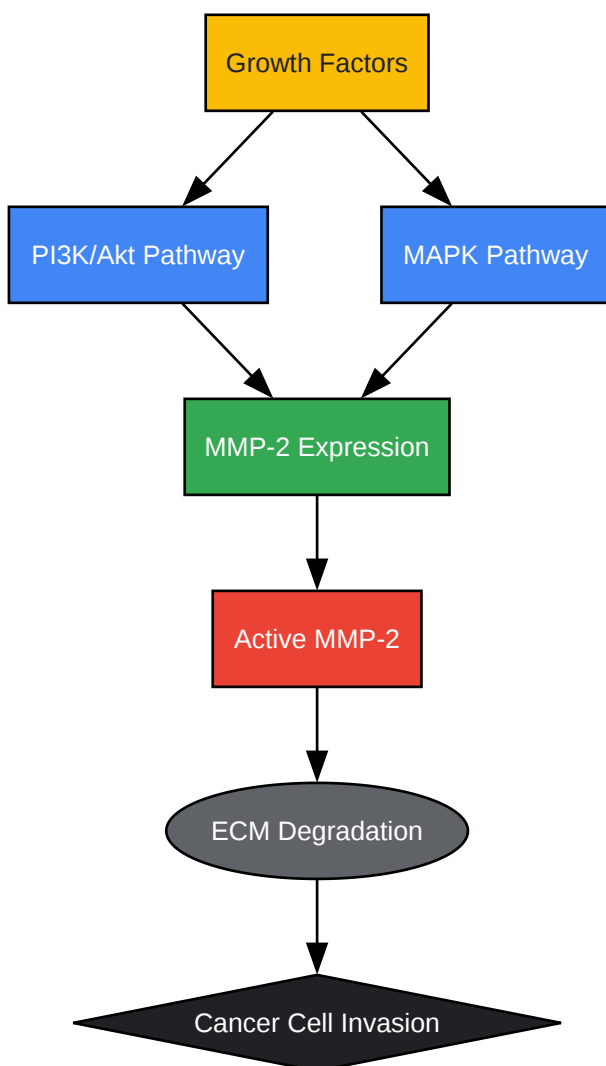 Growth Factors
PI3K/Akt Pathway
MAPK Pathway
MMP-2 Expression
Active MMP-2
ECM Degradation
Cancer Cell Invasion